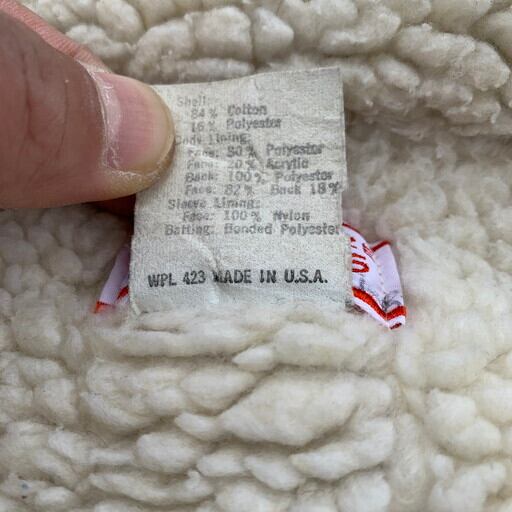 Shell:
84% Cotton
16% Polyester
Body Lining:
Face: 80% Polyester
Face: 20% Acrylic
Back: 100% Polyester
Face: 82% Back 18%
Sleeve Lining:
Face: 100% Nylon
Batting: Bonded Polyester
WPL 423 MADE IN U.S.A.